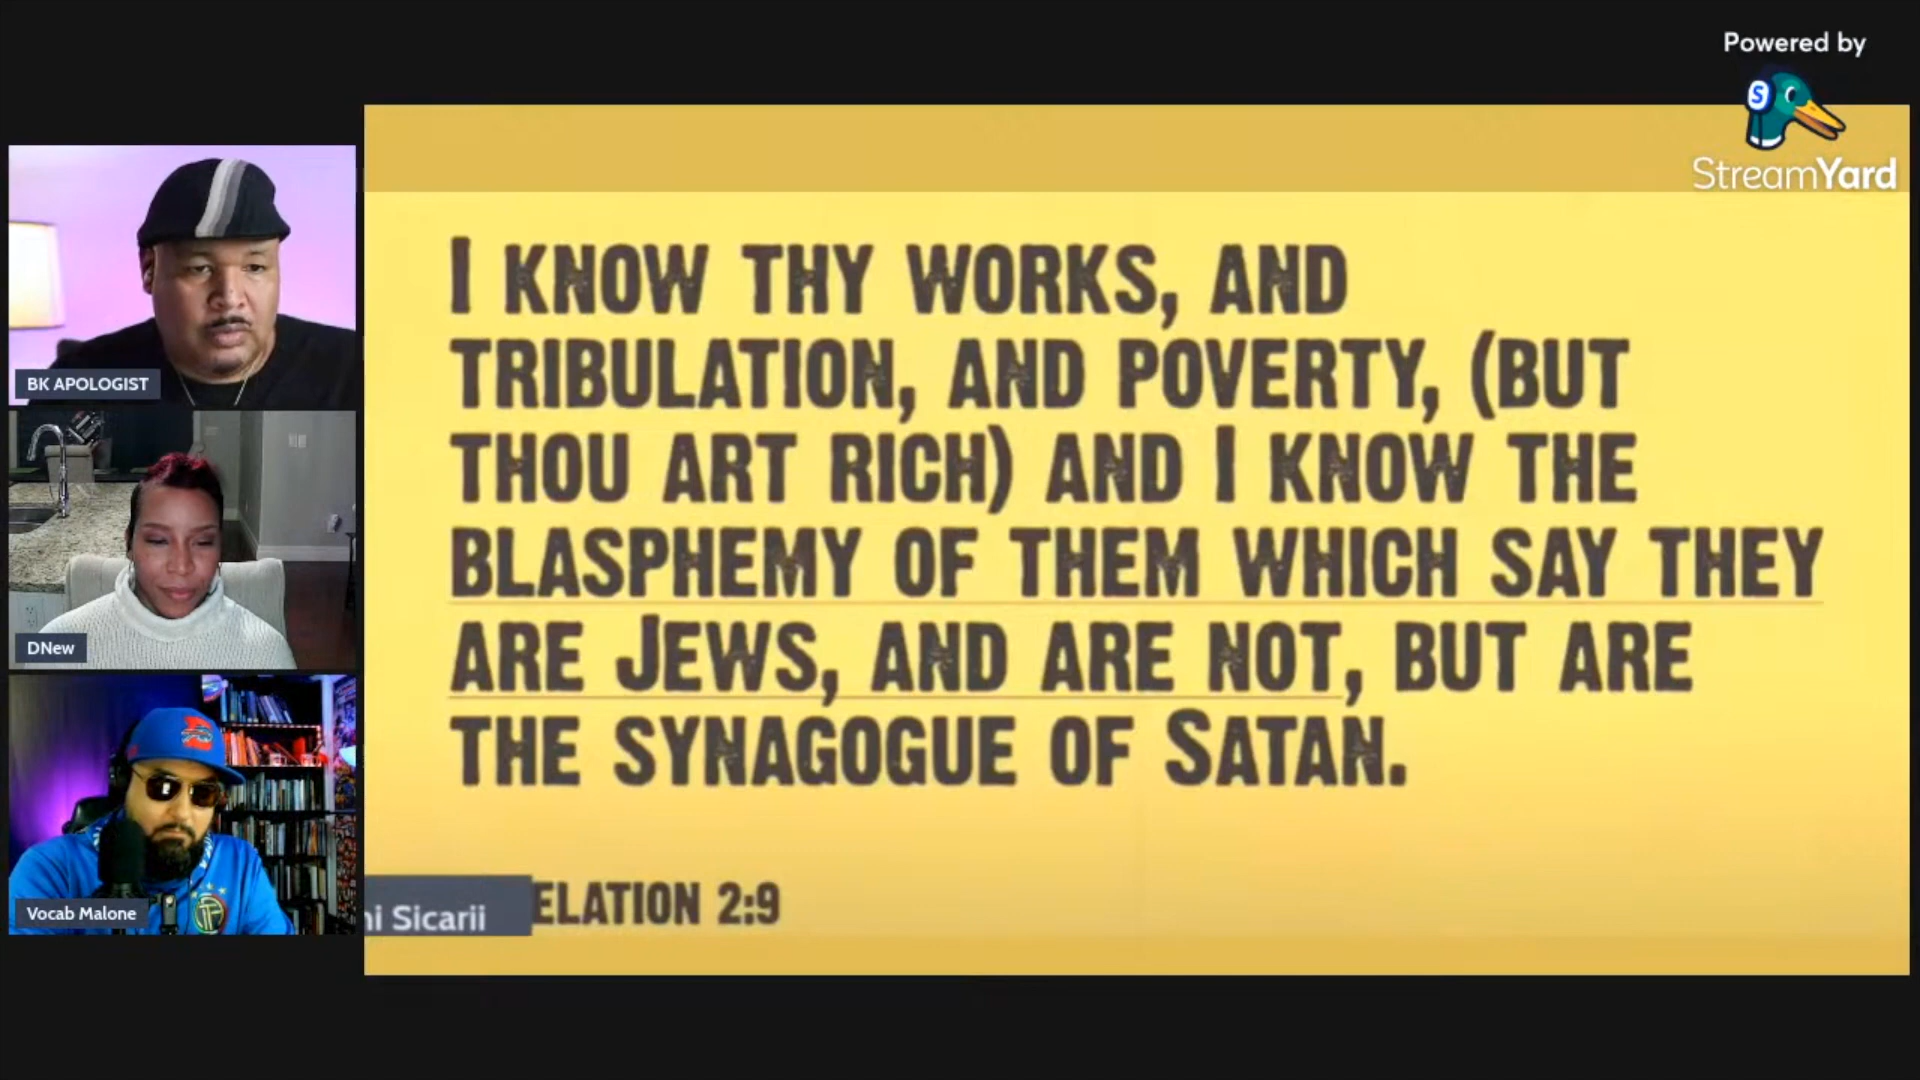 Powered by
StreamYard
BK APOLOGIST
DNew
Vocab Malone
I KNOW THY WORKS, AND
TRIBULATION, AND POVERTY, (BUT
THOU ART RICH) AND I KNOW THE
BLASPHEMY OF THEM WHICH SAY THEY
ARE JEWS, AND ARE NOT, BUT ARE
THE SYNAGOGUE OF SATAN.
ni Sicarii
ELATION 2:9